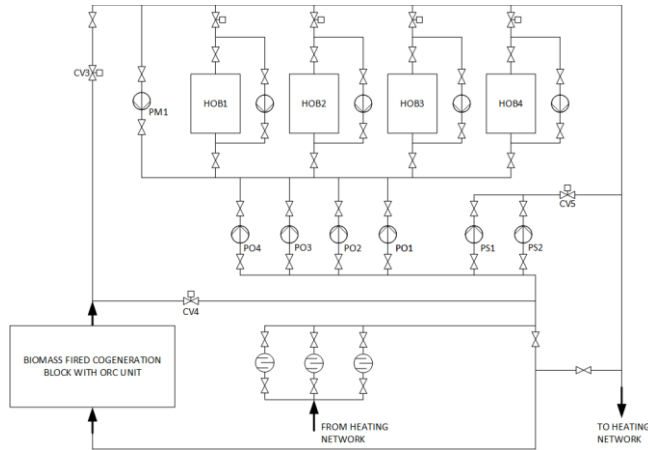 CV3
PM1
HOB1
HOB2
HOB3
HOB4
CV5
PO4
PO3
PO2
PO1
PS1
PS2
CV4
BIOMASS FIRED COGENERATION
BLOCK WITH ORC UNIT
FROM HEATING
NETWORK
TO HEATING
NETWORK